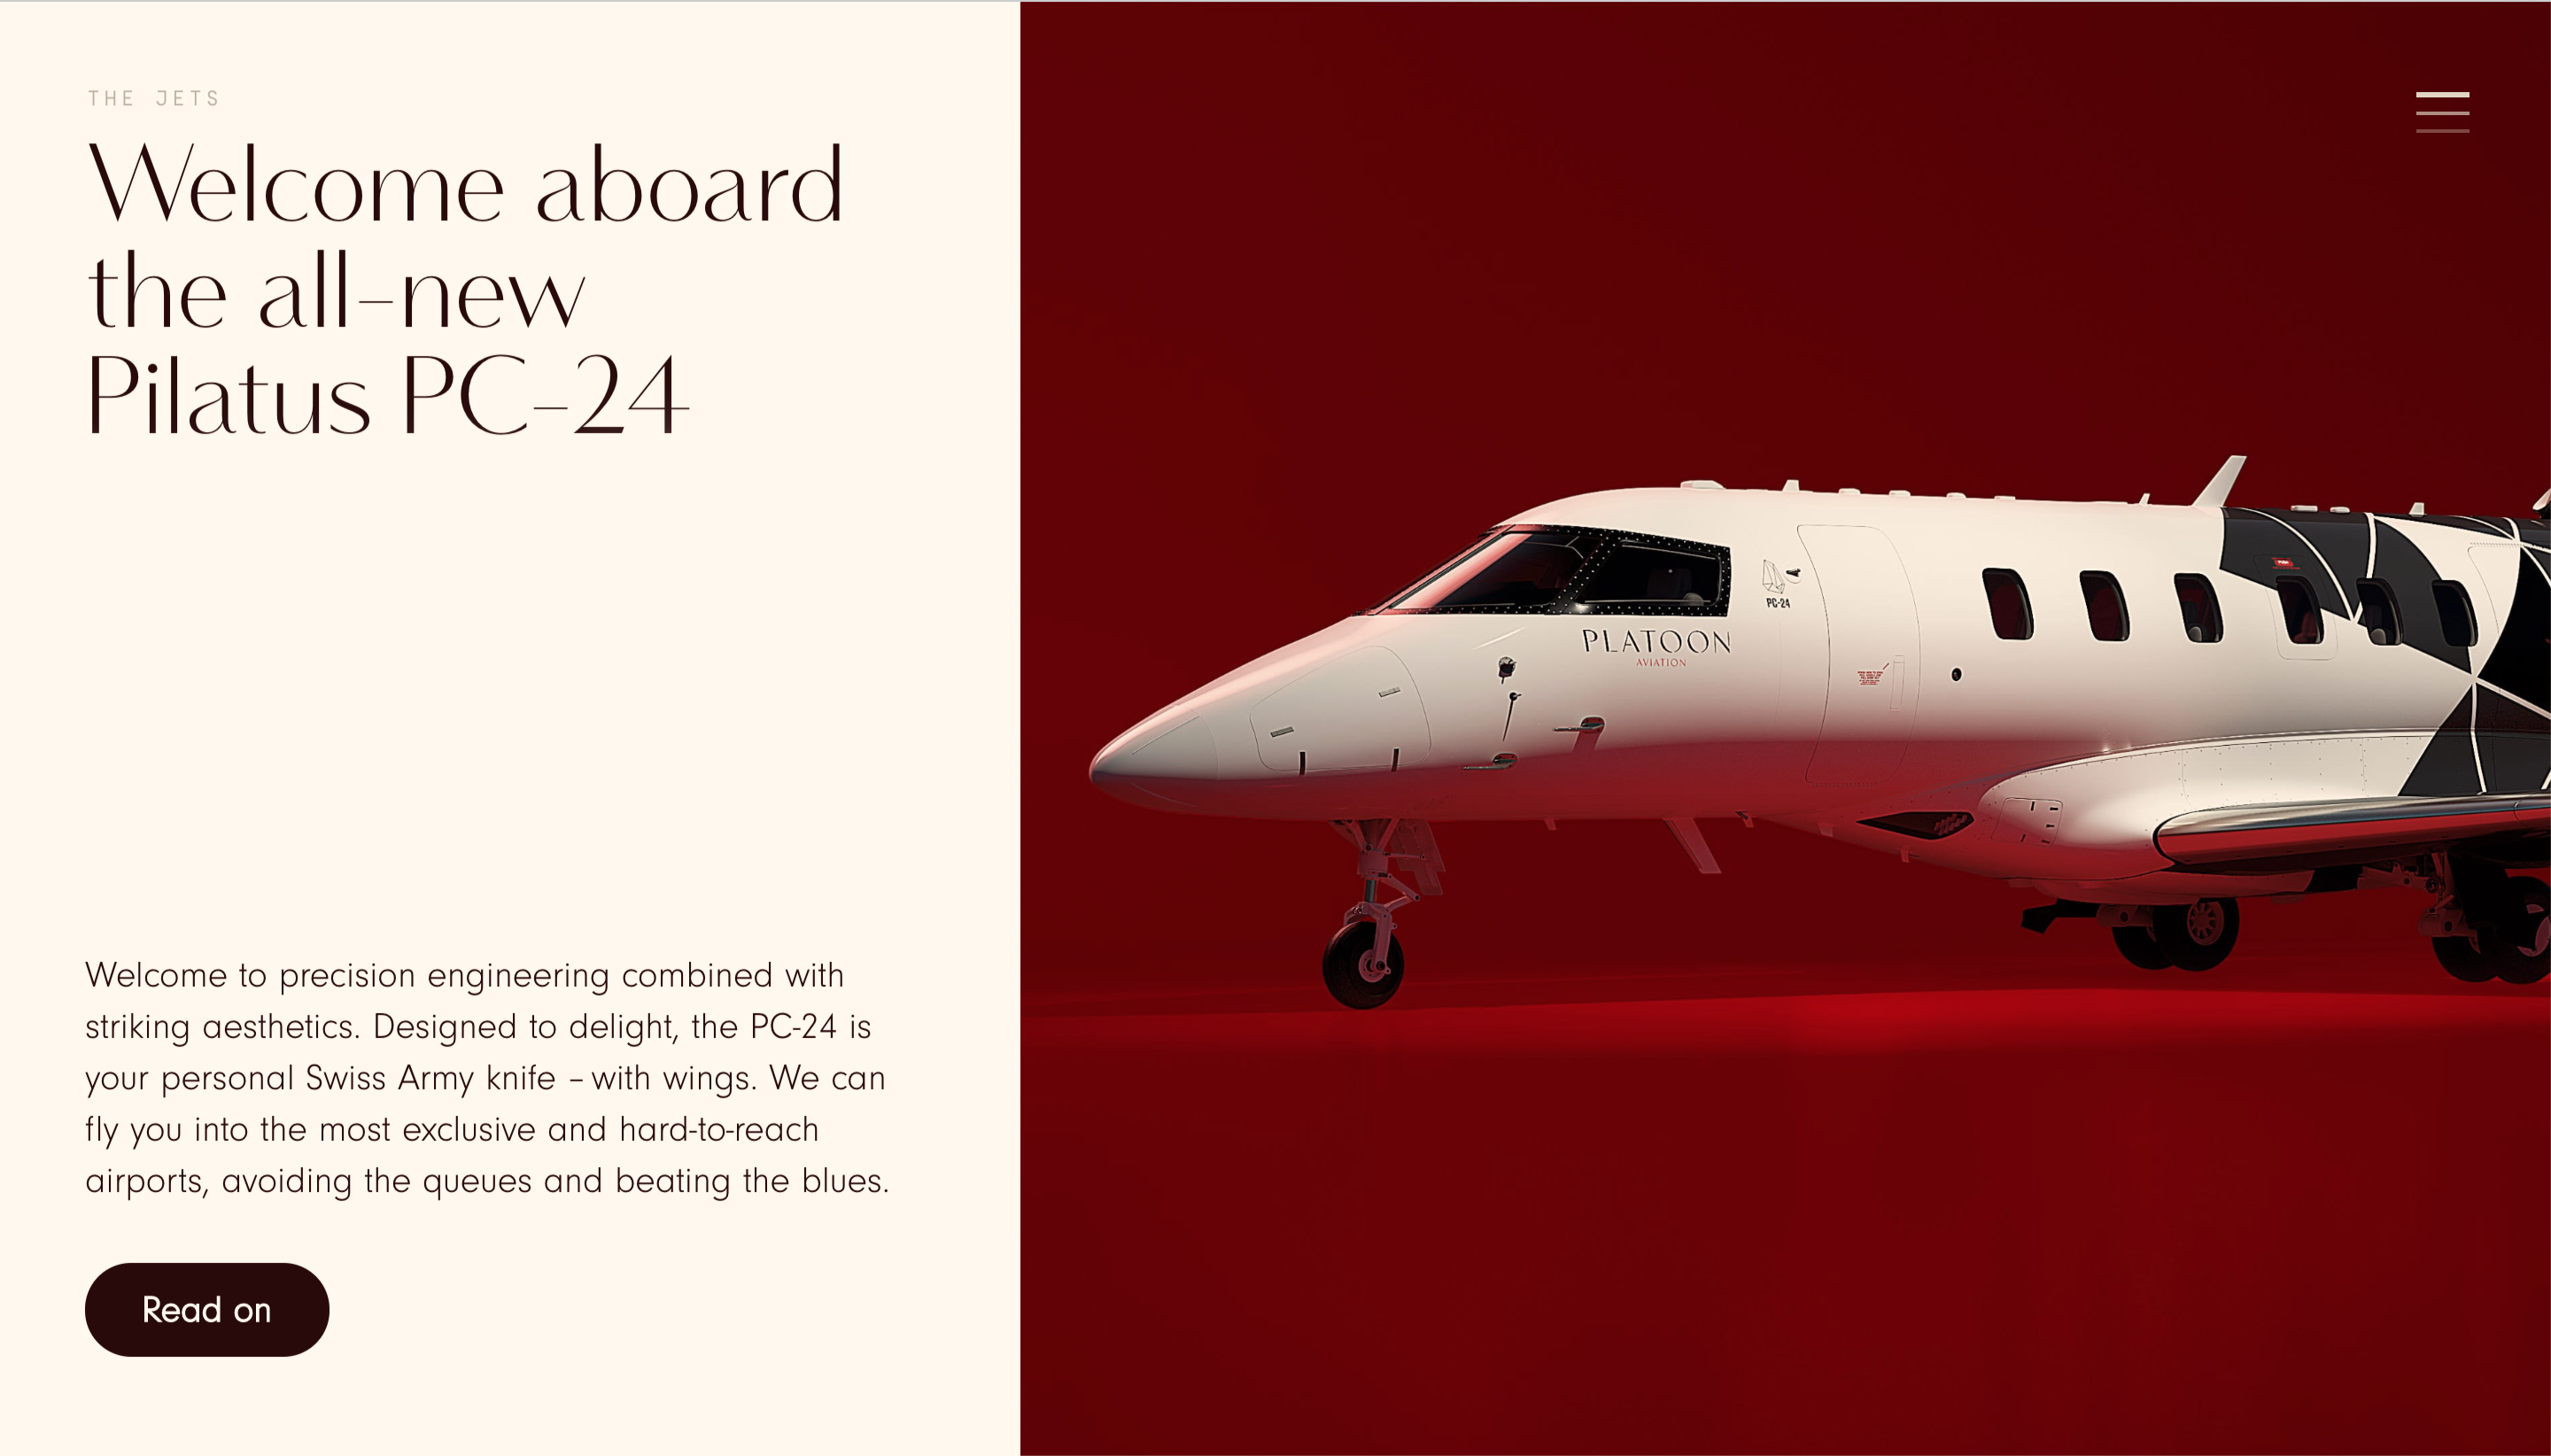 THE JETS
Welcome aboard
the all-new
Pilatus PC-24
Welcome to precision engineering combined with
striking aesthetics. Designed to delight, the PC-24 is
your personal Swiss Army knife – with wings. We can
fly you into the most exclusive and hard-to-reach
airports, avoiding the queues and beating the blues.
Read on
PC-24
PLATOON
AVIATION